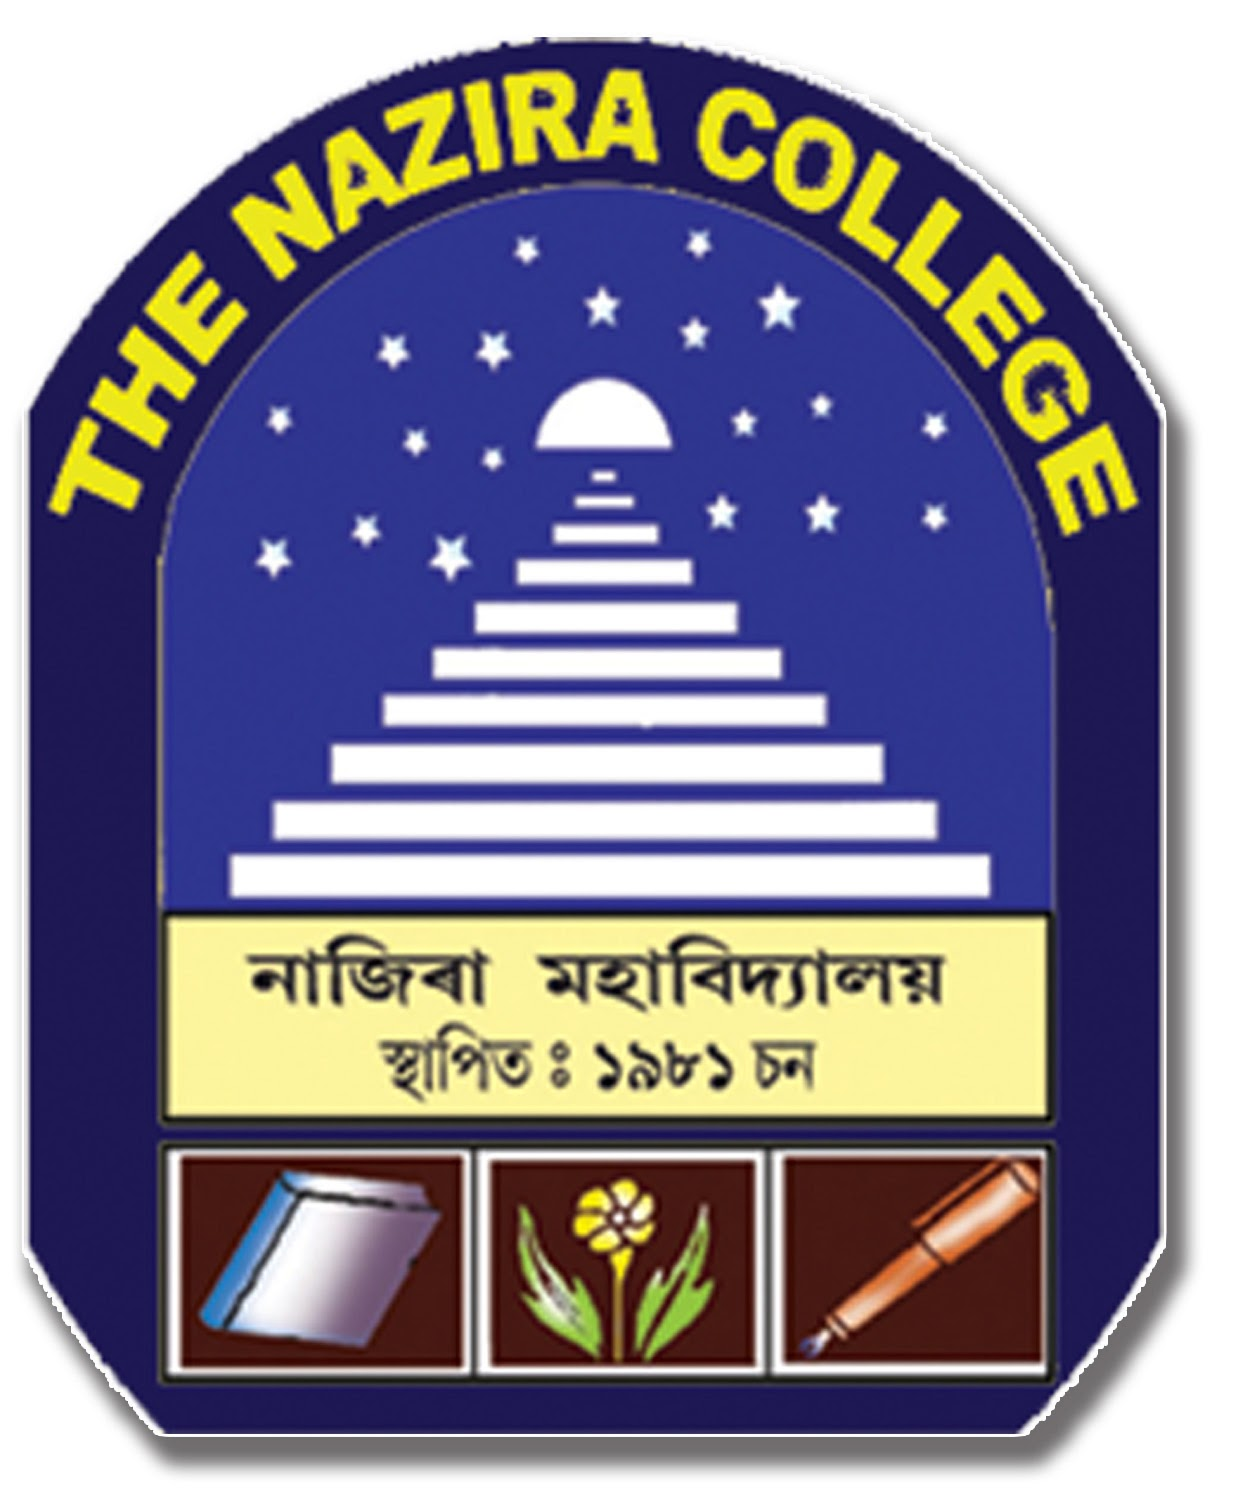 THE NAZIRA COLLEGE
নাজিৰা মহাবিদ্যালয়
স্থাপিত ঃ ১৯৮১ চন